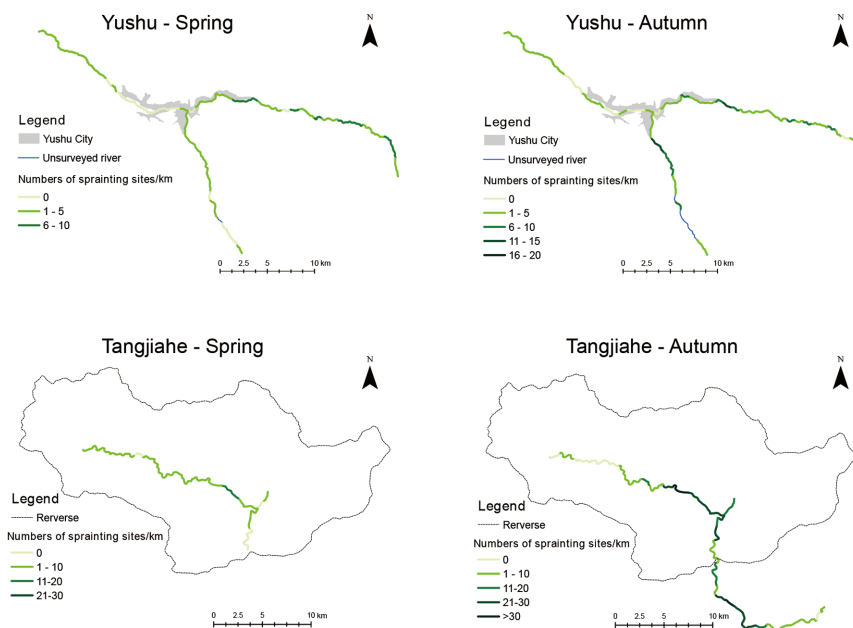 Yushu - Spring
N
Legend
Yushu City
Unsurveyed river
Numbers of sprainting sites/km
0
1 - 5
6 - 10
0 2.5 5 10 km
Yushu - Autumn
N
Legend
Yushu City
Unsurveyed river
Numbers of sprainting sites/km
0
1 - 5
6 - 10
11 - 15
16 - 20
0 2.5 5 10 km
Tangjiahe - Spring
N
Legend
Rerverse
Numbers of sprainting sites/km
0
1 - 10
11-20
21-30
0 2.5 5 10 km
Tangjiahe - Autumn
N
Legend
Rerverse
Numbers of sprainting sites/km
0
1 - 10
11-20
21-30
>30
0 2.5 5 10 km